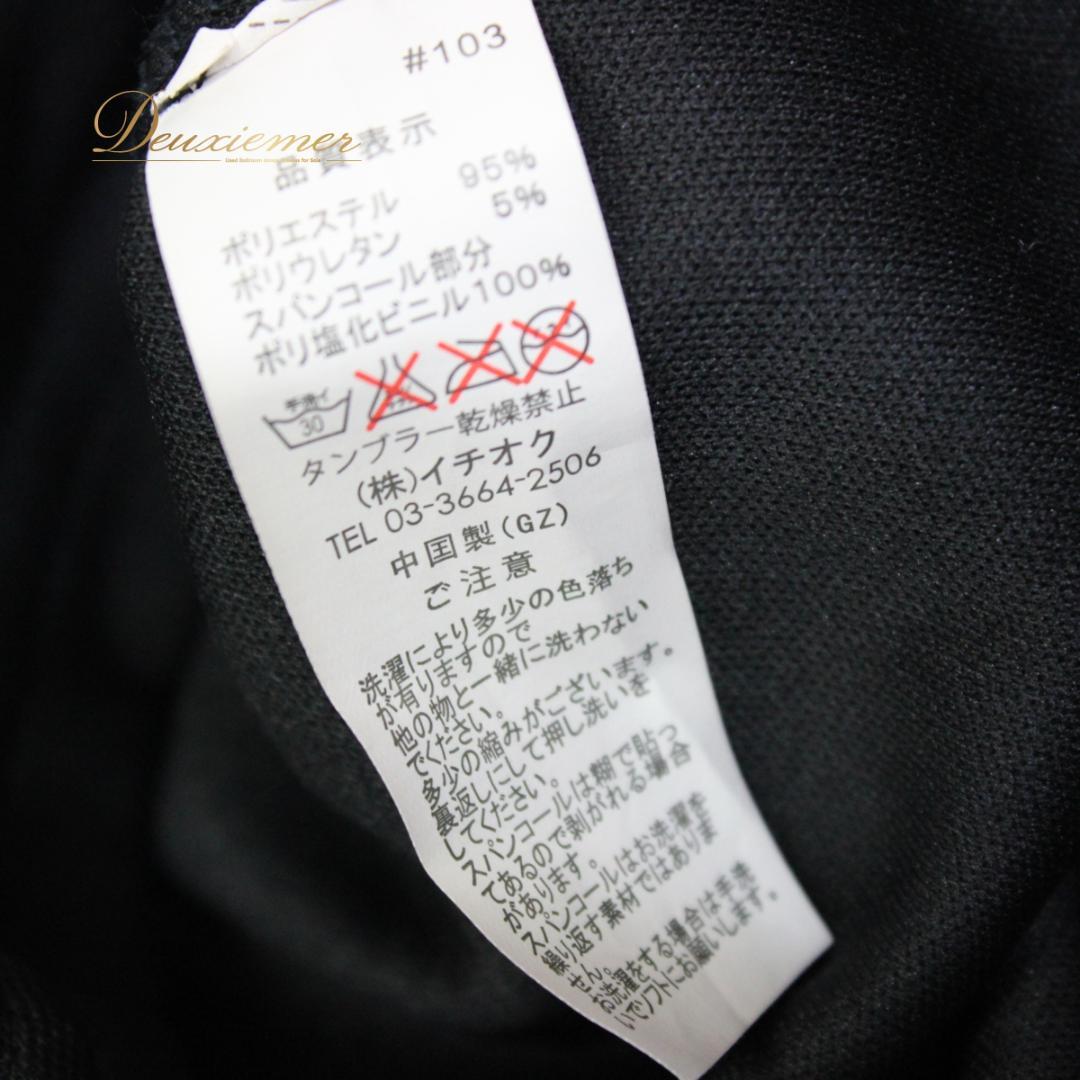 #103
Deuxiemer
品質表示
ポリエステル 95%
ポリウレタン 5%
スパンコール部分
ポリ塩化ビニル100%
手洗イ
30
タンブラー乾燥禁止
(株)イチオク
TEL 03-3664-2506
中国製(GZ)
ご注意
洗濯により多少の色落ち
が有りますので
他の物と一緒に洗わない
でください。
多少の縮みがございます。
裏返しにして押し洗いを
してください。
スパンコールは糊で貼っ
てあるので剥がれる場合
があります。
スパンコールはお洗濯を
繰り返す素材ではありま
せん。
お洗濯をする場合は手洗
いでソフトにお願いします。